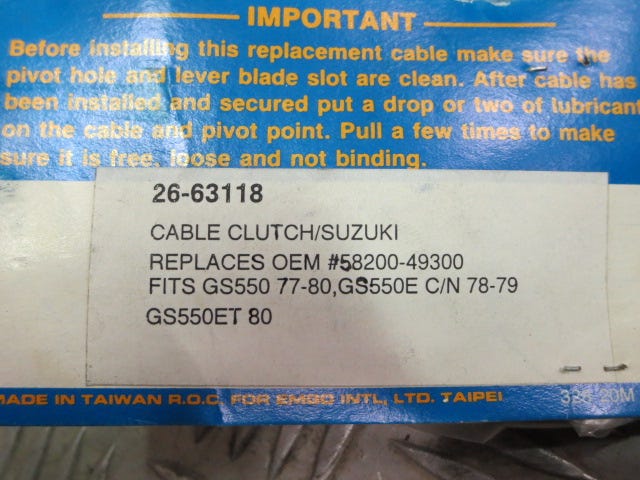 IMPORTANT
Before installing this replacement cable make sure the
pivot hole and lever blade slot are clean. After cable has
been installed and secured put a drop or two of lubricant
on the cable and pivot point. Pull a few times to make
sure it is free, loose and not binding.
26-63118
CABLE CLUTCH/SUZUKI
REPLACES OEM #58200-49300
FITS GS550 77-80,GS550E C/N 78-79
GS550ET 80
MADE IN TAIWAN R.O.C. FOR EMGO INTL, LTD. TAIPEI
20M